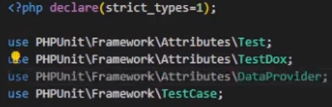 <?php declare(strict_types=1);
use PHPUnit\Framework\Attributes\Test;
use PHPUnit\Framework\Attributes\TestDox;
use PHPUnit\Framework\Attributes\DataProvider;
use PHPUnit\Framework\TestCase;